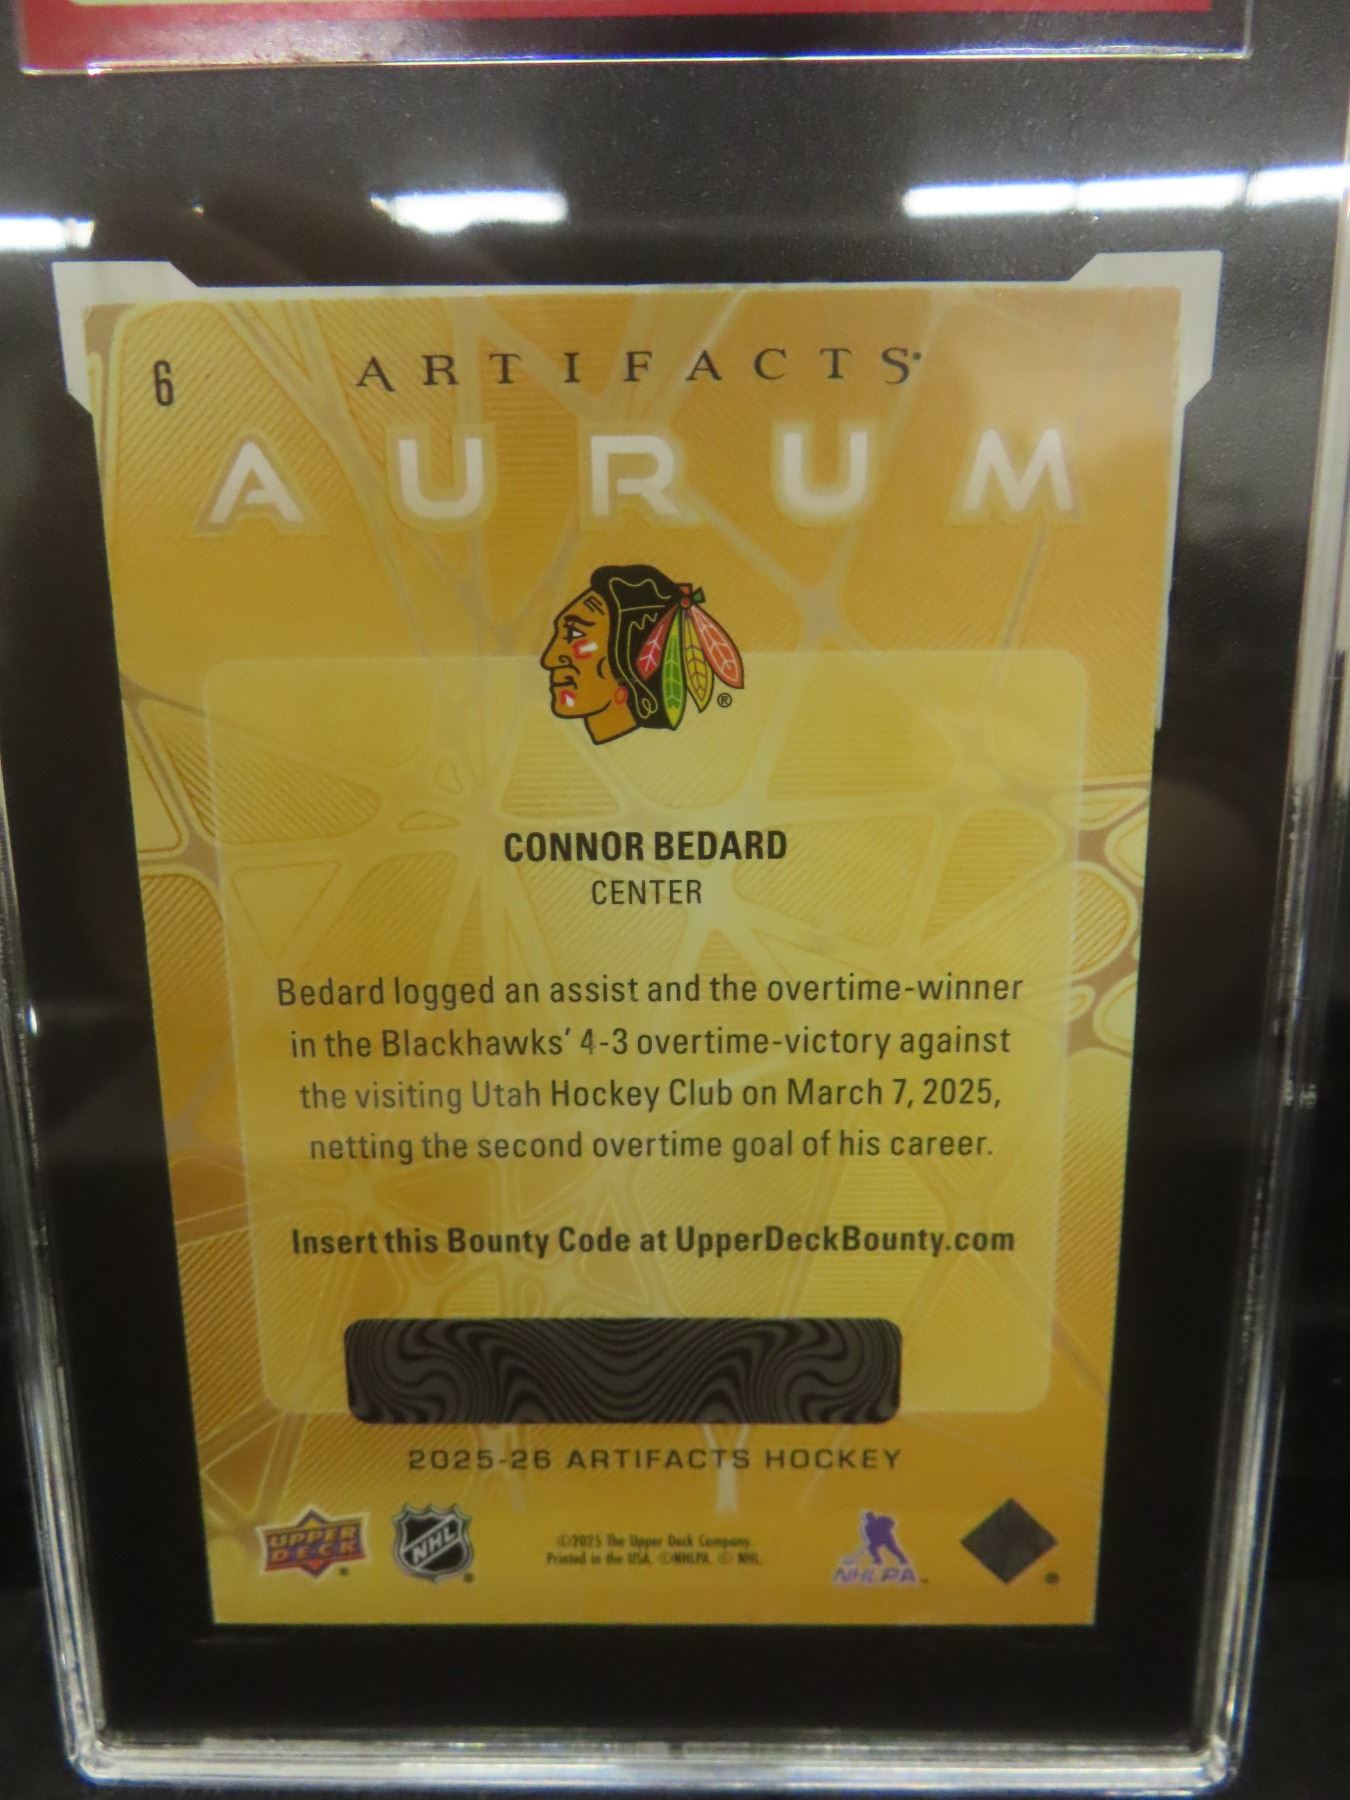 6
ARTIFACTS
AURUM
®
CONNOR BEDARD
CENTER
Bedard logged an assist and the overtime-winner
in the Blackhawks' 4-3 overtime-victory against
the visiting Utah Hockey Club on March 7, 2025,
netting the second overtime goal of his career.
Insert this Bounty Code at UpperDeckBounty.com
2025-26 ARTIFACTS HOCKEY
UPPER
DECK
NHL
©2025 The Upper Deck Company.
Printed in the USA. ©NHLPA. © NHL
NHLPA™